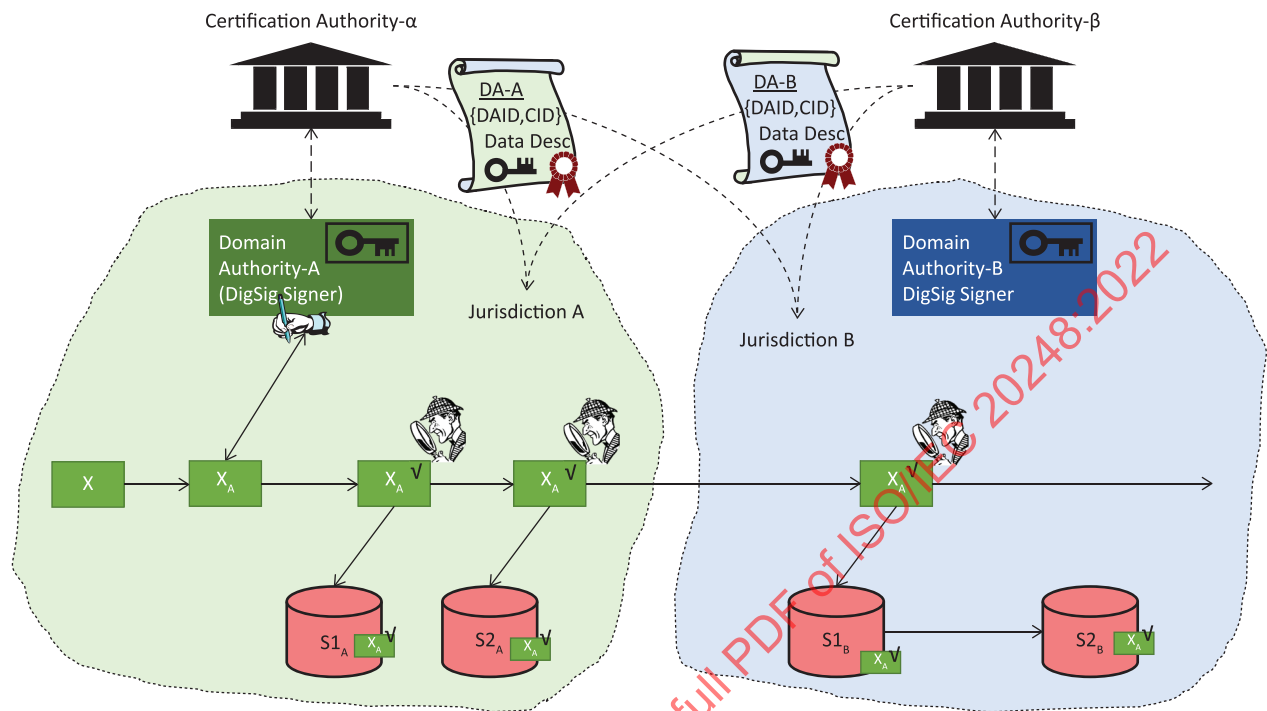 Certification Authority-α
Certification Authority-β
DA-A
{DAID,CID}
Data Desc
DA-B
{DAID,CID}
Data Desc
Domain
Authority-A
(DigSig Signer)
Domain
Authority-B
DigSig Signer
Jurisdiction A
Jurisdiction B
X
XA
XA √
XA √
XA √
S1A
XA √
S2A
XA √
S1B
XA √
S2B
XA √
full PDF of ISO/IEC 20248:2022